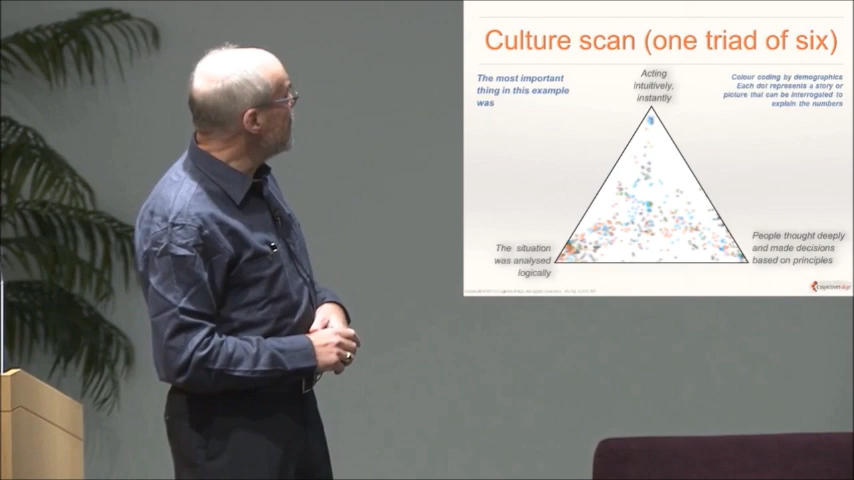 Culture scan (one triad of six)
The most important
thing in this example
was
Acting
intuitively,
instantly
Colour coding by demographics
Each dot represents a story or
picture that can be interrogated to
explain the numbers
The situation
was analysed
logically
People thought deeply
and made decisions
based on principles